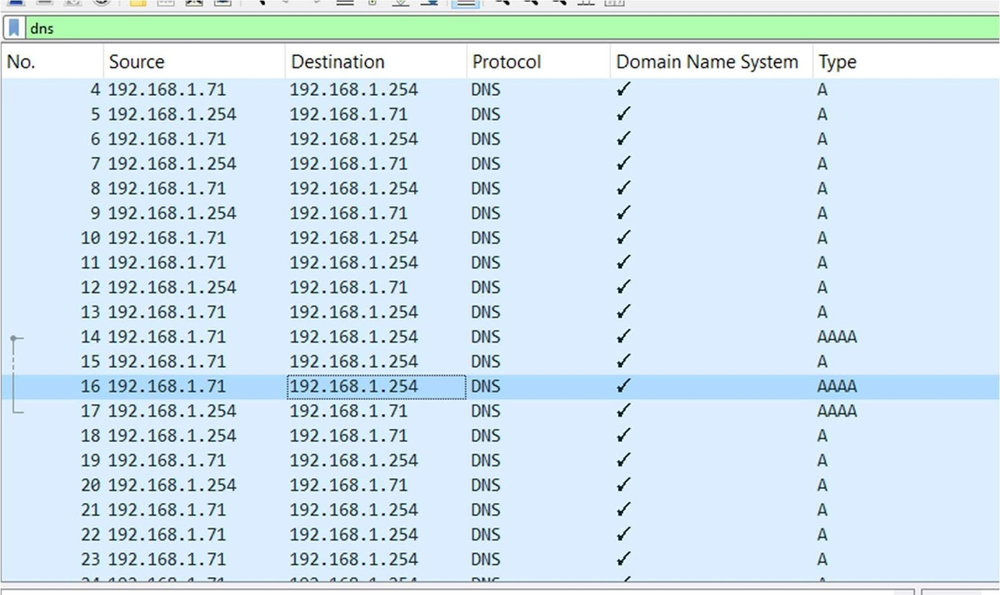 dns
No. Source Destination Protocol Domain Name System Type
4 192.168.1.71 192.168.1.254 DNS ✓ A
5 192.168.1.254 192.168.1.71 DNS ✓ A
6 192.168.1.71 192.168.1.254 DNS ✓ A
7 192.168.1.254 192.168.1.71 DNS ✓ A
8 192.168.1.71 192.168.1.254 DNS ✓ A
9 192.168.1.254 192.168.1.71 DNS ✓ A
10 192.168.1.71 192.168.1.254 DNS ✓ A
11 192.168.1.71 192.168.1.254 DNS ✓ A
12 192.168.1.254 192.168.1.71 DNS ✓ A
13 192.168.1.71 192.168.1.254 DNS ✓ A
14 192.168.1.71 192.168.1.254 DNS ✓ AAAA
15 192.168.1.71 192.168.1.254 DNS ✓ A
16 192.168.1.71 192.168.1.254 DNS ✓ AAAA
17 192.168.1.254 192.168.1.71 DNS ✓ AAAA
18 192.168.1.254 192.168.1.71 DNS ✓ A
19 192.168.1.71 192.168.1.254 DNS ✓ A
20 192.168.1.254 192.168.1.71 DNS ✓ A
21 192.168.1.71 192.168.1.254 DNS ✓ A
22 192.168.1.71 192.168.1.254 DNS ✓ A
23 192.168.1.71 192.168.1.254 DNS ✓ A